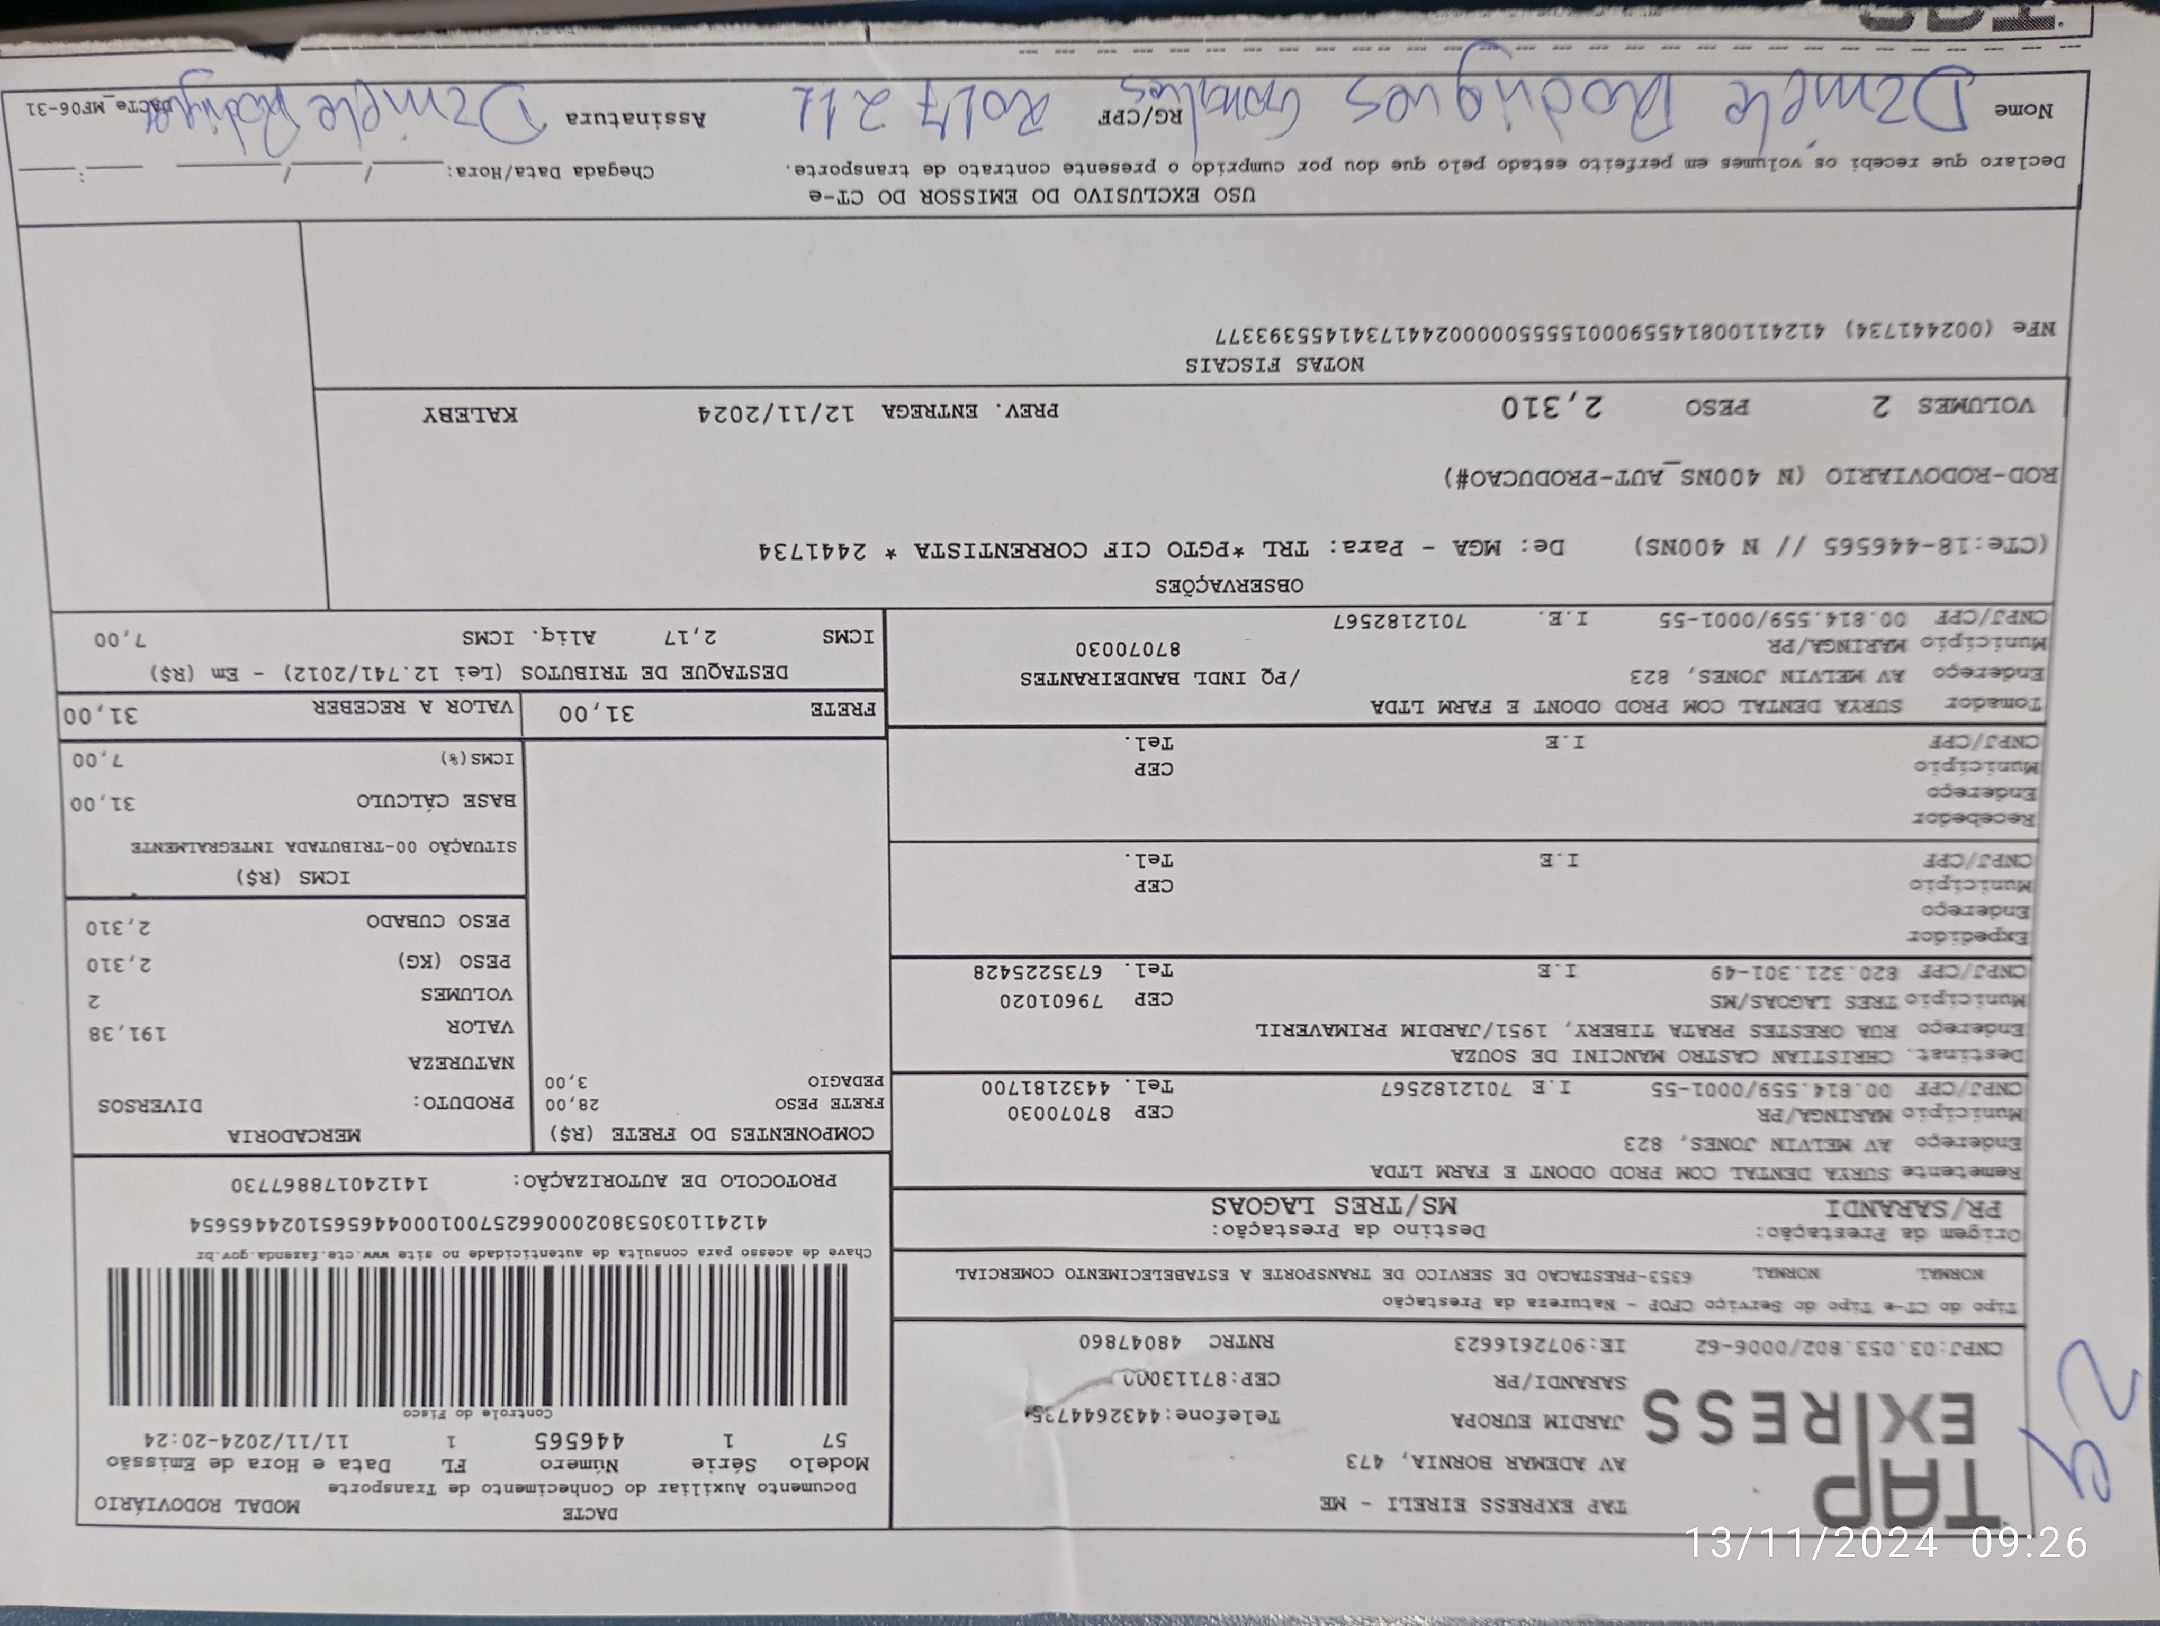 TAP
EXPRESS
TAP EXPRESS EIRELI - ME
AV ADEMAR BORNIA, 473
JARDIM EUROPA Telefone:4432644735
SARANDI/PR CEP:87113000
CNPJ:03.053.802/0006-62 IE:9072616623 RNTRC 48047860
52
DACTE MODAL RODOVIÁRIO
Documento Auxiliar do Conhecimento de Transporte
Modelo Série Número FL Data e Hora de Emissão
57 1 446565 1 11/11/2024-20:24
Controle do Fisco
Chave de acesso para consulta de autenticidade no site www.cte.fazenda.gov.br
41241103053802000662570010004465651024465654
PROTOCOLO DE AUTORIZAÇÃO: 141240178867730
Tipo do CT-e Tipo do Serviço CFOP - Natureza da Prestação
NORMAL NORMAL 6353-PRESTACAO DE SERVICO DE TRANSPORTE A ESTABELECIMENTO COMERCIAL
Origem da Prestação: Destino da Prestação:
PR/SARANDI MS/TRES LAGOAS
Remetente SURYA DENTAL COM PROD ODONT E FARM LTDA
Endereço AV MELVIN JONES, 823
Município MARINGA/PR CEP 87070030
CNPJ/CPF 00.814.559/0001-55 I.E 7012182567 Tel. 4432181700
Destinat. CHRISTIAN CASTRO MANCINI DE SOUZA
Endereço RUA ORESTES PRATA TIBERY, 1951/JARDIM PRIMAVERIL
Município TRES LAGOAS/MS CEP 79601020
CNPJ/CPF 820.321.301-49 I.E Tel. 6735225428
Expedidor
Endereço
Município CEP
CNPJ/CPF I.E Tel.
Recebedor
Endereço
Município CEP
CNPJ/CPF I.E Tel.
Tomador SURYA DENTAL COM PROD ODONT E FARM LTDA
Endereço AV MELVIN JONES, 823 /PQ INDL BANDEIRANTES
Município MARINGA/PR 87070030
CNPJ/CPF 00.814.559/0001-55 I.E. 7012182567
COMPONENTES DO FRETE (R$)
FRETE PESO 28,00
PEDAGIO 3,00
MERCADORIA
PRODUTO: DIVERSOS
NATUREZA
VALOR 191,38
VOLUMES 2
PESO (KG) 2,310
PESO CUBADO 2,310
ICMS (R$)
SITUAÇÃO 00-TRIBUTADA INTEGRALMENTE
BASE CÁLCULO 31,00
ICMS(%) 7,00
FRETE 31,00 VALOR A RECEBER 31,00
DESTAQUE DE TRIBUTOS (Lei 12.741/2012) - Em (R$)
ICMS 2,17 Aliq. ICMS 7,00
OBSERVAÇÕES
(CTe:18-446565 // N 400NS) De: MGA - Para: TRL *PGTO CIF CORRENTISTA * 2441734
ROD-RODOVIARIO (N 400NS_AUT-PRODUCAO#)
VOLUMES 2 PESO 2,310 PREV. ENTREGA 12/11/2024 KALEBY
NOTAS FISCAIS
NFe (002441734) 41241100814559000155550000024417341455393377
USO EXCLUSIVO DO EMISSOR DO CT-e
Declaro que recebi os volumes em perfeito estado pelo que dou por cumprido o presente contrato de transporte. Chegada Data/Hora: ____/____/____ ___:___
Nome Daniele Rodrigues Gonçalves RG/CPF Assinatura Daniele Rodrigues
DACTe_MF06-31
13/11/2024 09:26